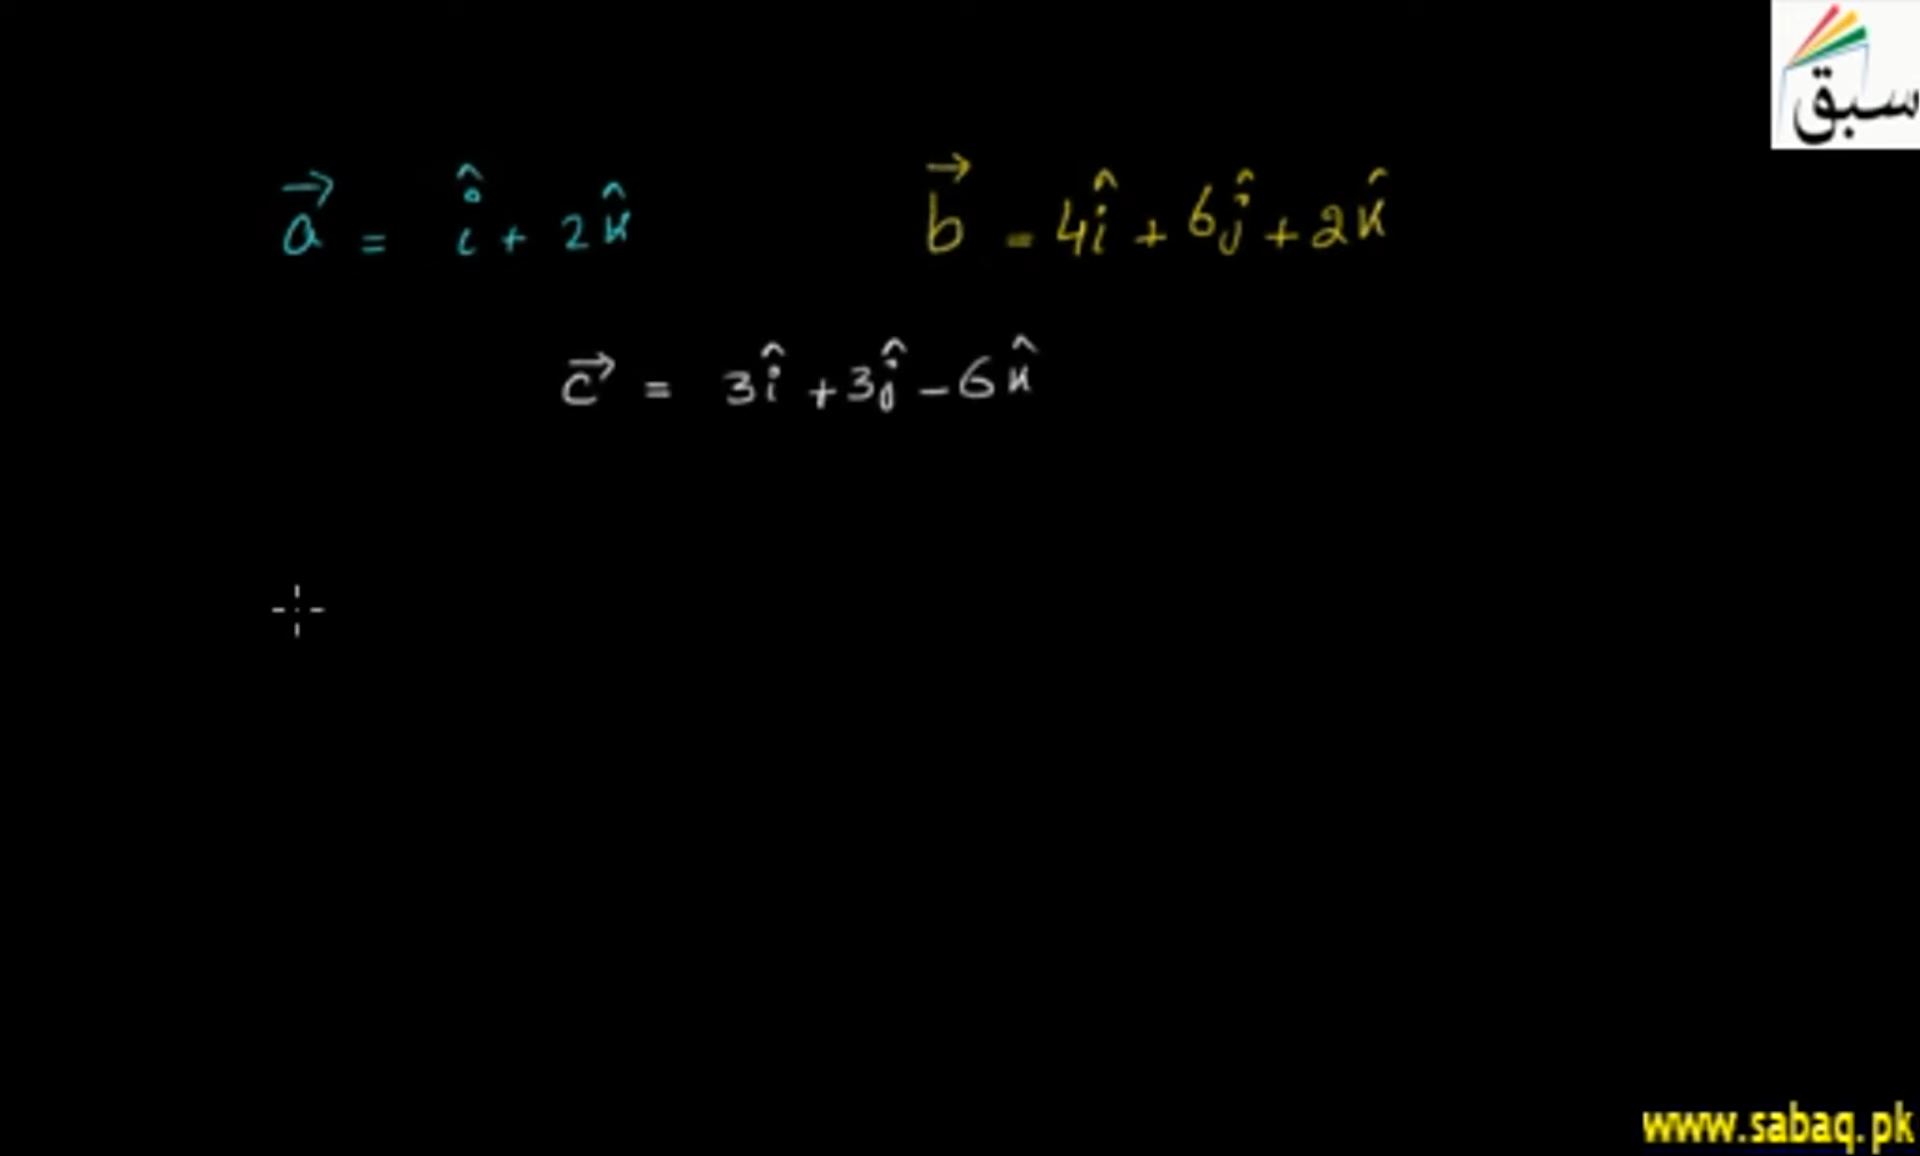 سبق
a⃗ = î + 2k̂
b⃗ = 4î + 6ĵ + 2k̂
c⃗ = 3î + 3ĵ - 6k̂
www.sabaq.pk